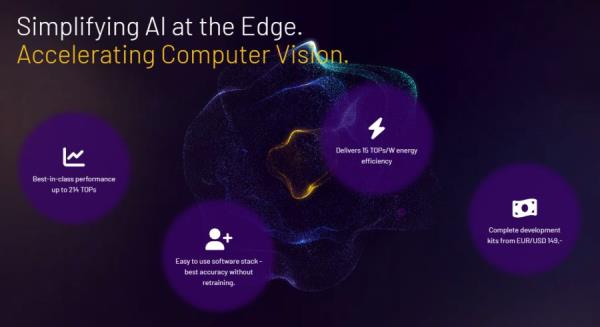 Simplifying AI at the Edge.
Accelerating Computer Vision.
Best-in-class performance
up to 214 TOPs
Easy to use software stack -
best accuracy without
retraining.
Delivers 15 TOPs/W energy
efficiency
Complete development
kits from EUR/USD 149,-